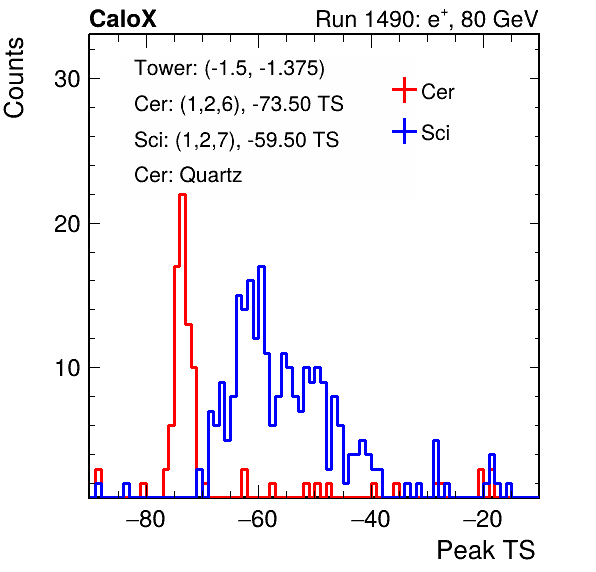 CaloX Run 1490: e⁺, 80 GeV
Counts
Tower: (-1.5, -1.375)
Cer: (1,2,6), -73.50 TS
Sci: (1,2,7), -59.50 TS
Cer: Quartz
Cer
Sci
30
20
10
−80 −60 −40 −20
Peak TS